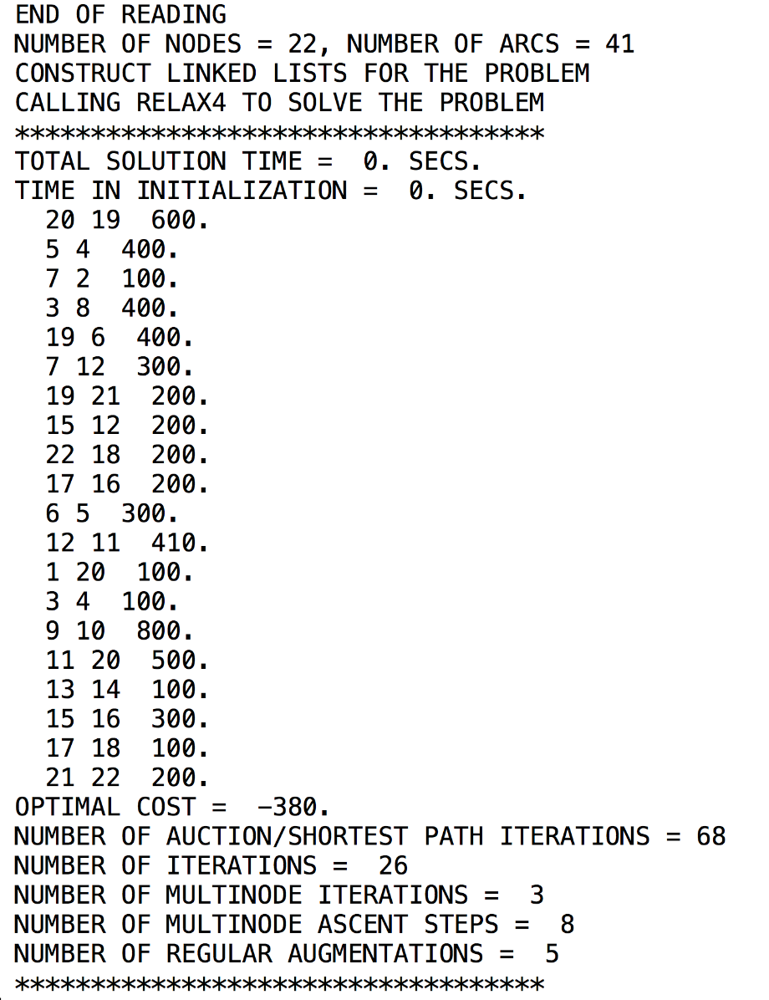 END OF READING
NUMBER OF NODES = 22, NUMBER OF ARCS = 41
CONSTRUCT LINKED LISTS FOR THE PROBLEM
CALLING RELAX4 TO SOLVE THE PROBLEM
***********************************
TOTAL SOLUTION TIME =  0. SECS.
TIME IN INITIALIZATION =  0. SECS.
  20 19  600.
  5 4  400.
  7 2  100.
  3 8  400.
  19 6  400.
  7 12  300.
  19 21  200.
  15 12  200.
  22 18  200.
  17 16  200.
  6 5  300.
  12 11  410.
  1 20  100.
  3 4  100.
  9 10  800.
  11 20  500.
  13 14  100.
  15 16  300.
  17 18  100.
  21 22  200.
OPTIMAL COST =  −380.
NUMBER OF AUCTION/SHORTEST PATH ITERATIONS = 68
NUMBER OF ITERATIONS =  26
NUMBER OF MULTINODE ITERATIONS =  3
NUMBER OF MULTINODE ASCENT STEPS =  8
NUMBER OF REGULAR AUGMENTATIONS =  5
***********************************